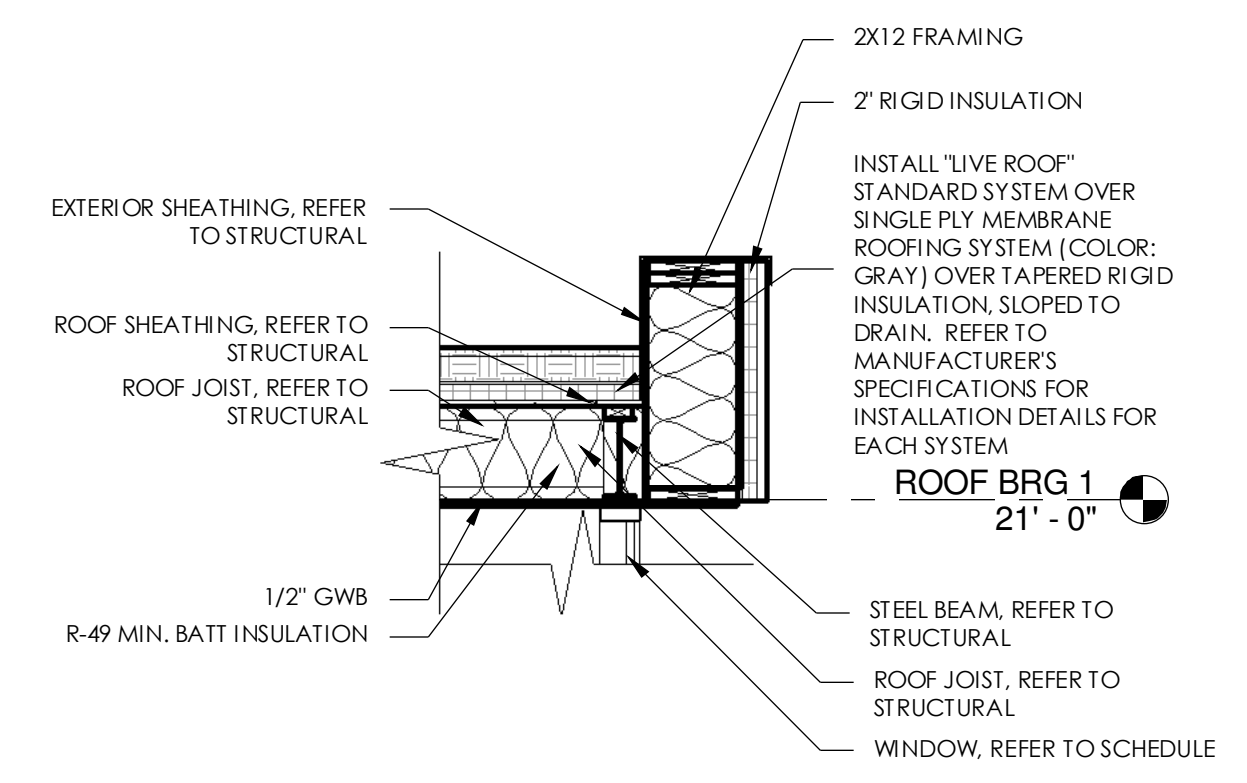 2X12 FRAMING
2" RIGID INSULATION
INSTALL "LIVE ROOF"
STANDARD SYSTEM OVER
SINGLE PLY MEMBRANE
ROOFING SYSTEM (COLOR:
GRAY) OVER TAPERED RIGID
INSULATION, SLOPED TO
DRAIN. REFER TO
MANUFACTURER'S
SPECIFICATIONS FOR
INSTALLATION DETAILS FOR
EACH SYSTEM
EXTERIOR SHEATHING, REFER
TO STRUCTURAL
ROOF SHEATHING, REFER TO
STRUCTURAL
ROOF JOIST, REFER TO
STRUCTURAL
ROOF BRG 1
21' - 0"
1/2" GWB
R-49 MIN. BATT INSULATION
STEEL BEAM, REFER TO
STRUCTURAL
ROOF JOIST, REFER TO
STRUCTURAL
WINDOW, REFER TO SCHEDULE